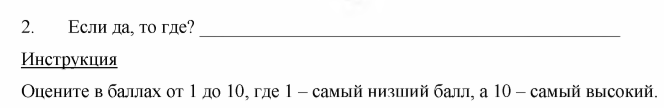 2. Если да, то где? ___________________________________________
Инструкция
Оцените в баллах от 1 до 10, где 1 – самый низший балл, а 10 – самый высокий.